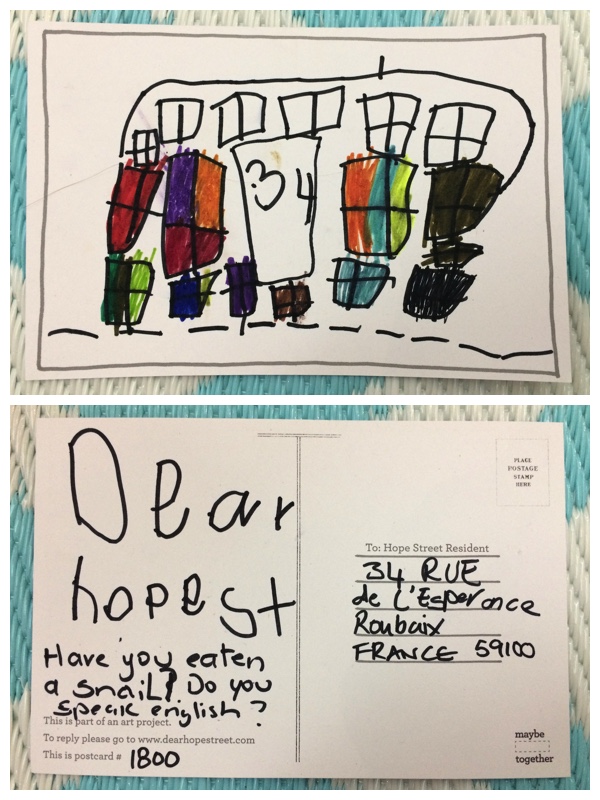 34
Dear
hopest
Have you eaten
a snail? Do you
speak english?
This is part of an art project.
To reply please go to www.dearhopestreet.com
This is postcard # 1800
PLACE
POSTAGE
STAMP
HERE
To: Hope Street Resident
34 RUE
de L'Esperance
Roubaix
FRANCE 59100
maybe
together